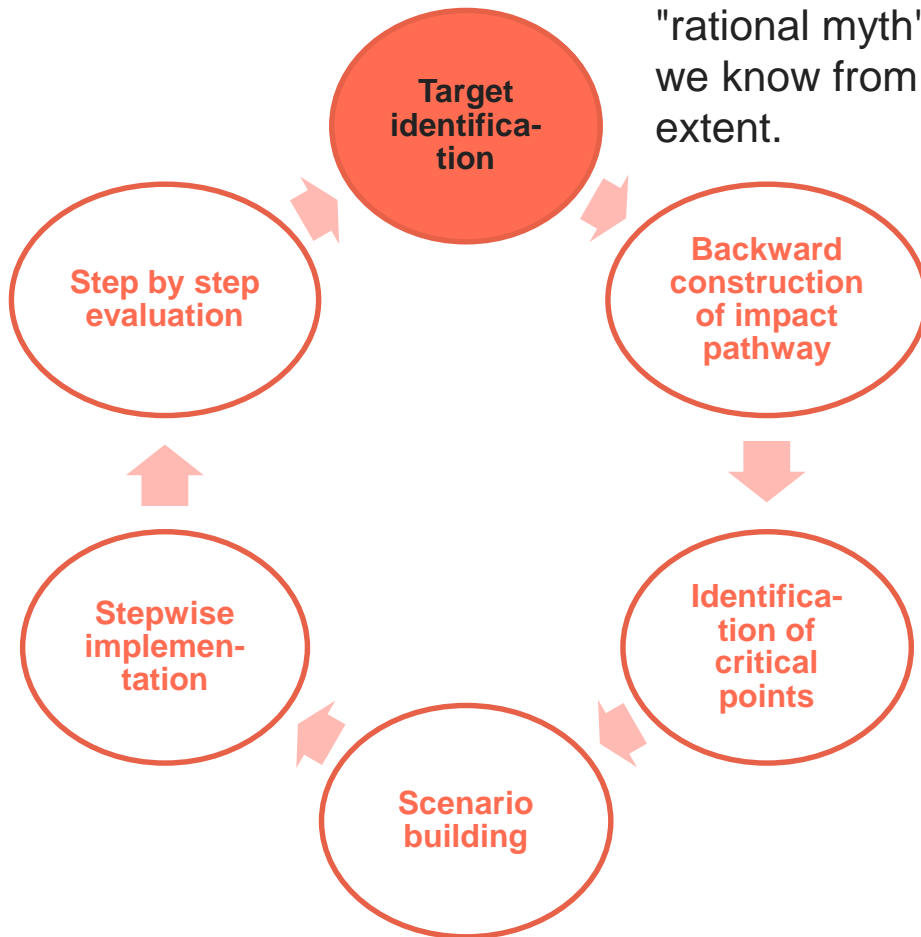 "rational myth"
we know from
extent.
Target
identifica-
tion
Backward
construction
of impact
pathway
Identifica-
tion of
critical
points
Scenario
building
Stepwise
implemen-
tation
Step by step
evaluation